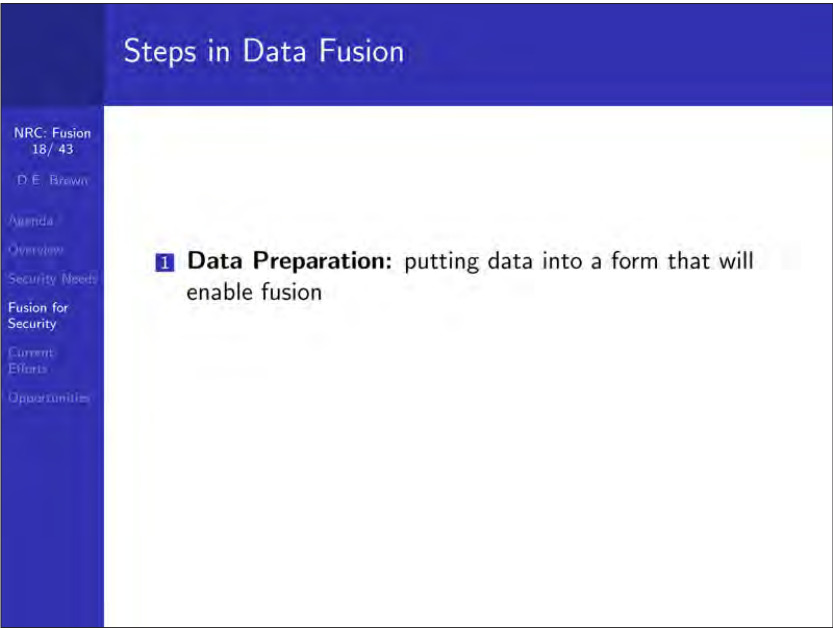 Steps in Data Fusion
NRC: Fusion
18/ 43
D.E. Brown
Agenda
Overview
Security Needs
Fusion for
Security
Current
Efforts
Opportunities
1 Data Preparation: putting data into a form that will
enable fusion